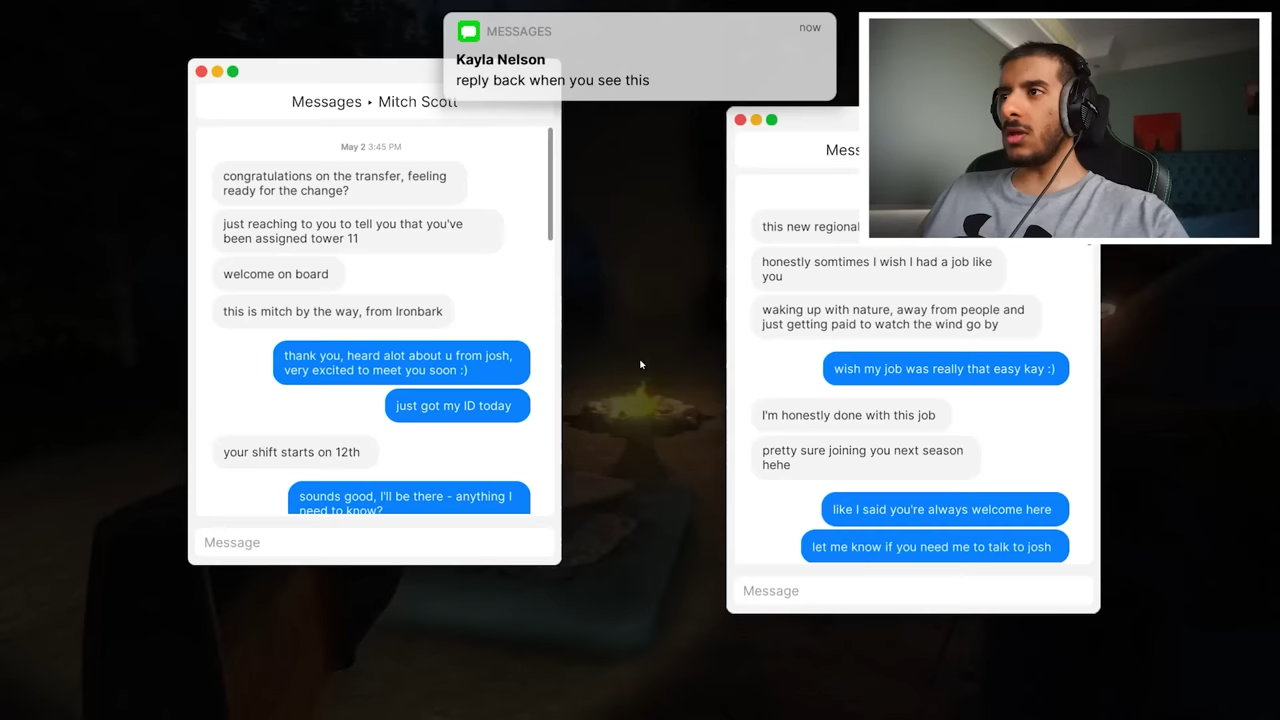 MESSAGES
now
Kayla Nelson
reply back when you see this
Messages ▸ Mitch Scott
May 2 3:45 PM
congratulations on the transfer, feeling
ready for the change?
just reaching to you to tell you that you've
been assigned tower 11
welcome on board
this is mitch by the way, from Ironbark
thank you, heard alot about u from josh,
very excited to meet you soon :)
just got my ID today
your shift starts on 12th
sounds good, I'll be there - anything I
need to know?
Message
Mess
this new regional
honestly somtimes I wish I had a job like
you
waking up with nature, away from people and
just getting paid to watch the wind go by
wish my job was really that easy kay :)
I'm honestly done with this job
pretty sure joining you next season
hehe
like I said you're always welcome here
let me know if you need me to talk to josh
Message